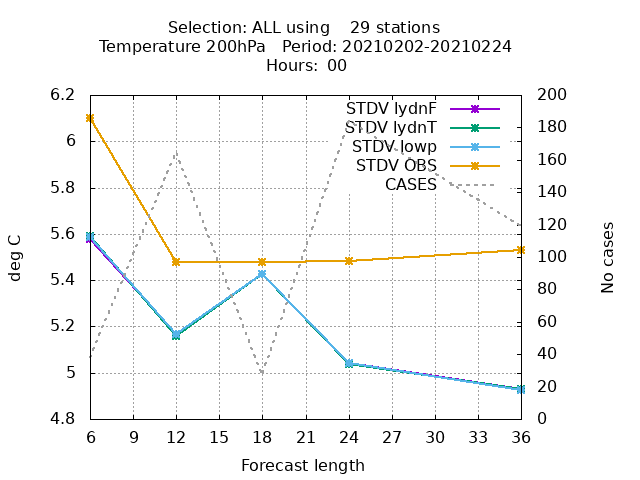 Selection: ALL using    29 stations
Temperature 200hPa   Period: 20210202-20210224
Hours:  00
STDV lydnF
STDV lydnT
STDV lowp
STDV OBS
CASES
6.2
6
5.8
5.6
5.4
5.2
5
4.8
deg C
200
180
160
140
120
100
80
60
40
20
0
No cases
6 9 12 15 18 21 24 27 30 33 36
Forecast length